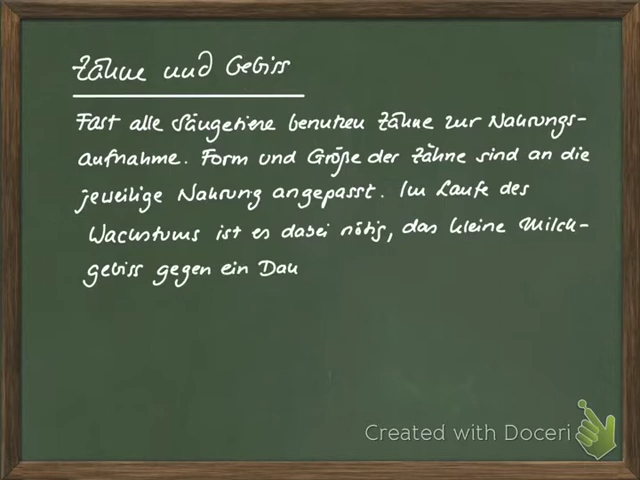 Zähne und Gebiss
Fast alle Säugetiere benutzen Zähne zur Nahrungs-
aufnahme. Form und Größe der Zähne sind an die
jeweilige Nahrung angepasst. Im Laufe des
Wachstums ist es dabei nötig, das kleine Milch-
gebiss gegen ein Dau
Created with Doceri